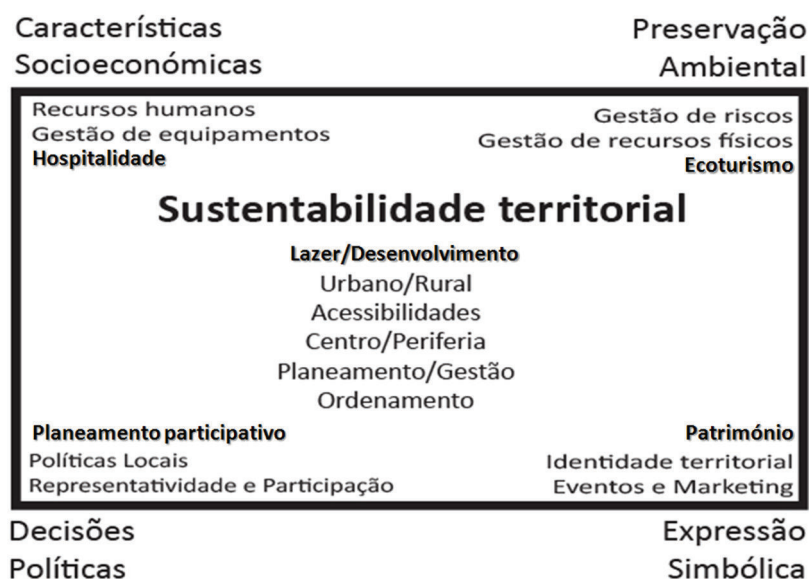 Características
Socioeconómicas
Preservação
Ambiental
Recursos humanos
Gestão de equipamentos
Hospitalidade
Gestão de riscos
Gestão de recursos físicos
Ecoturismo
Sustentabilidade territorial
Lazer/Desenvolvimento
Urbano/Rural
Acessibilidades
Centro/Periferia
Planeamento/Gestão
Ordenamento
Planeamento participativo
Políticas Locais
Representatividade e Participação
Património
Identidade territorial
Eventos e Marketing
Decisões
Políticas
Expressão
Simbólica